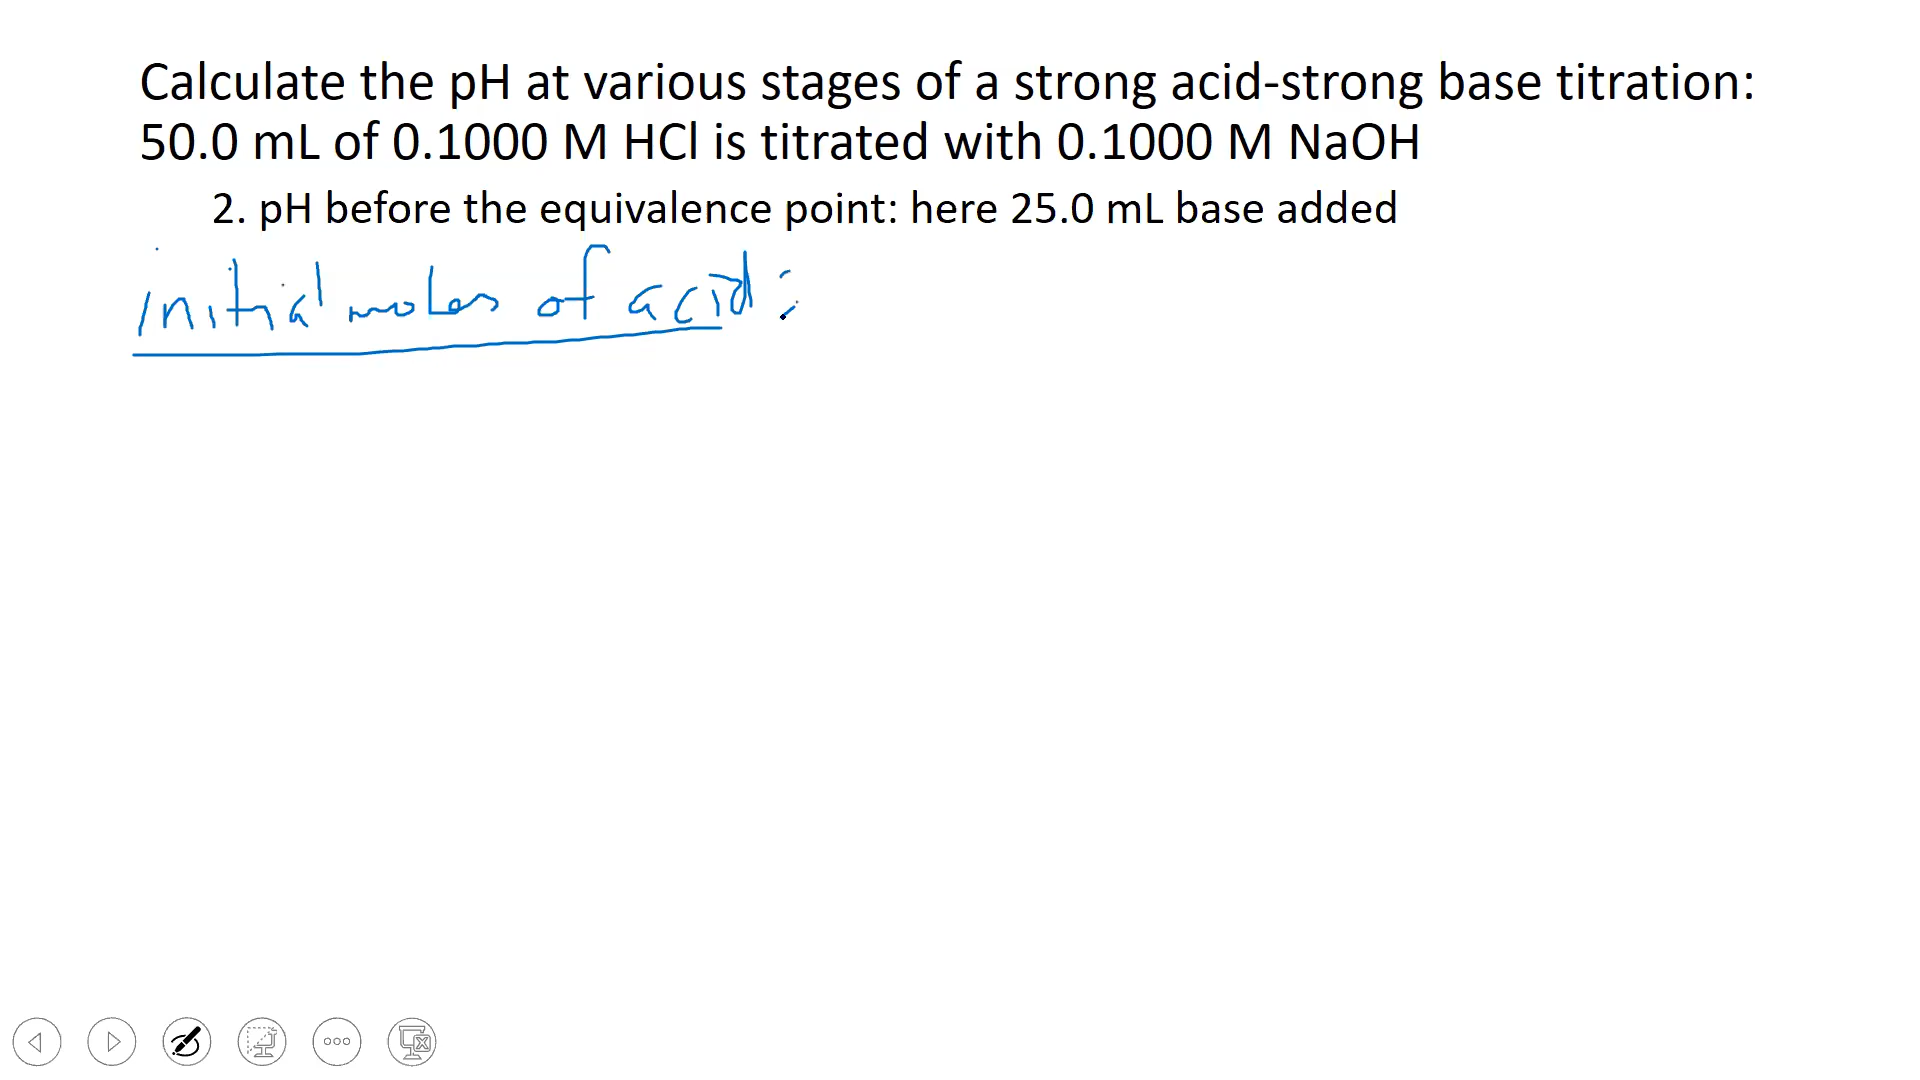 Calculate the pH at various stages of a strong acid-strong base titration:
50.0 mL of 0.1000 M HCl is titrated with 0.1000 M NaOH
2. pH before the equivalence point: here 25.0 mL base added
initial moles of acid: